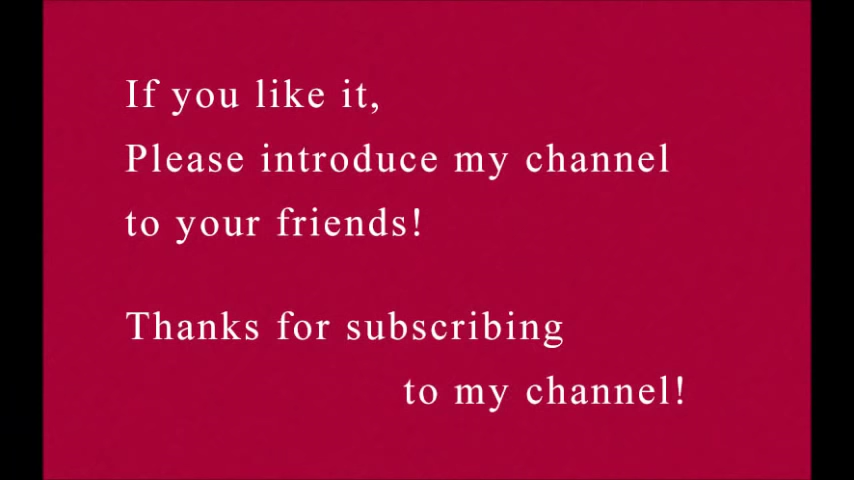 If you like it,
Please introduce my channel
to your friends!
Thanks for subscribing
to my channel!